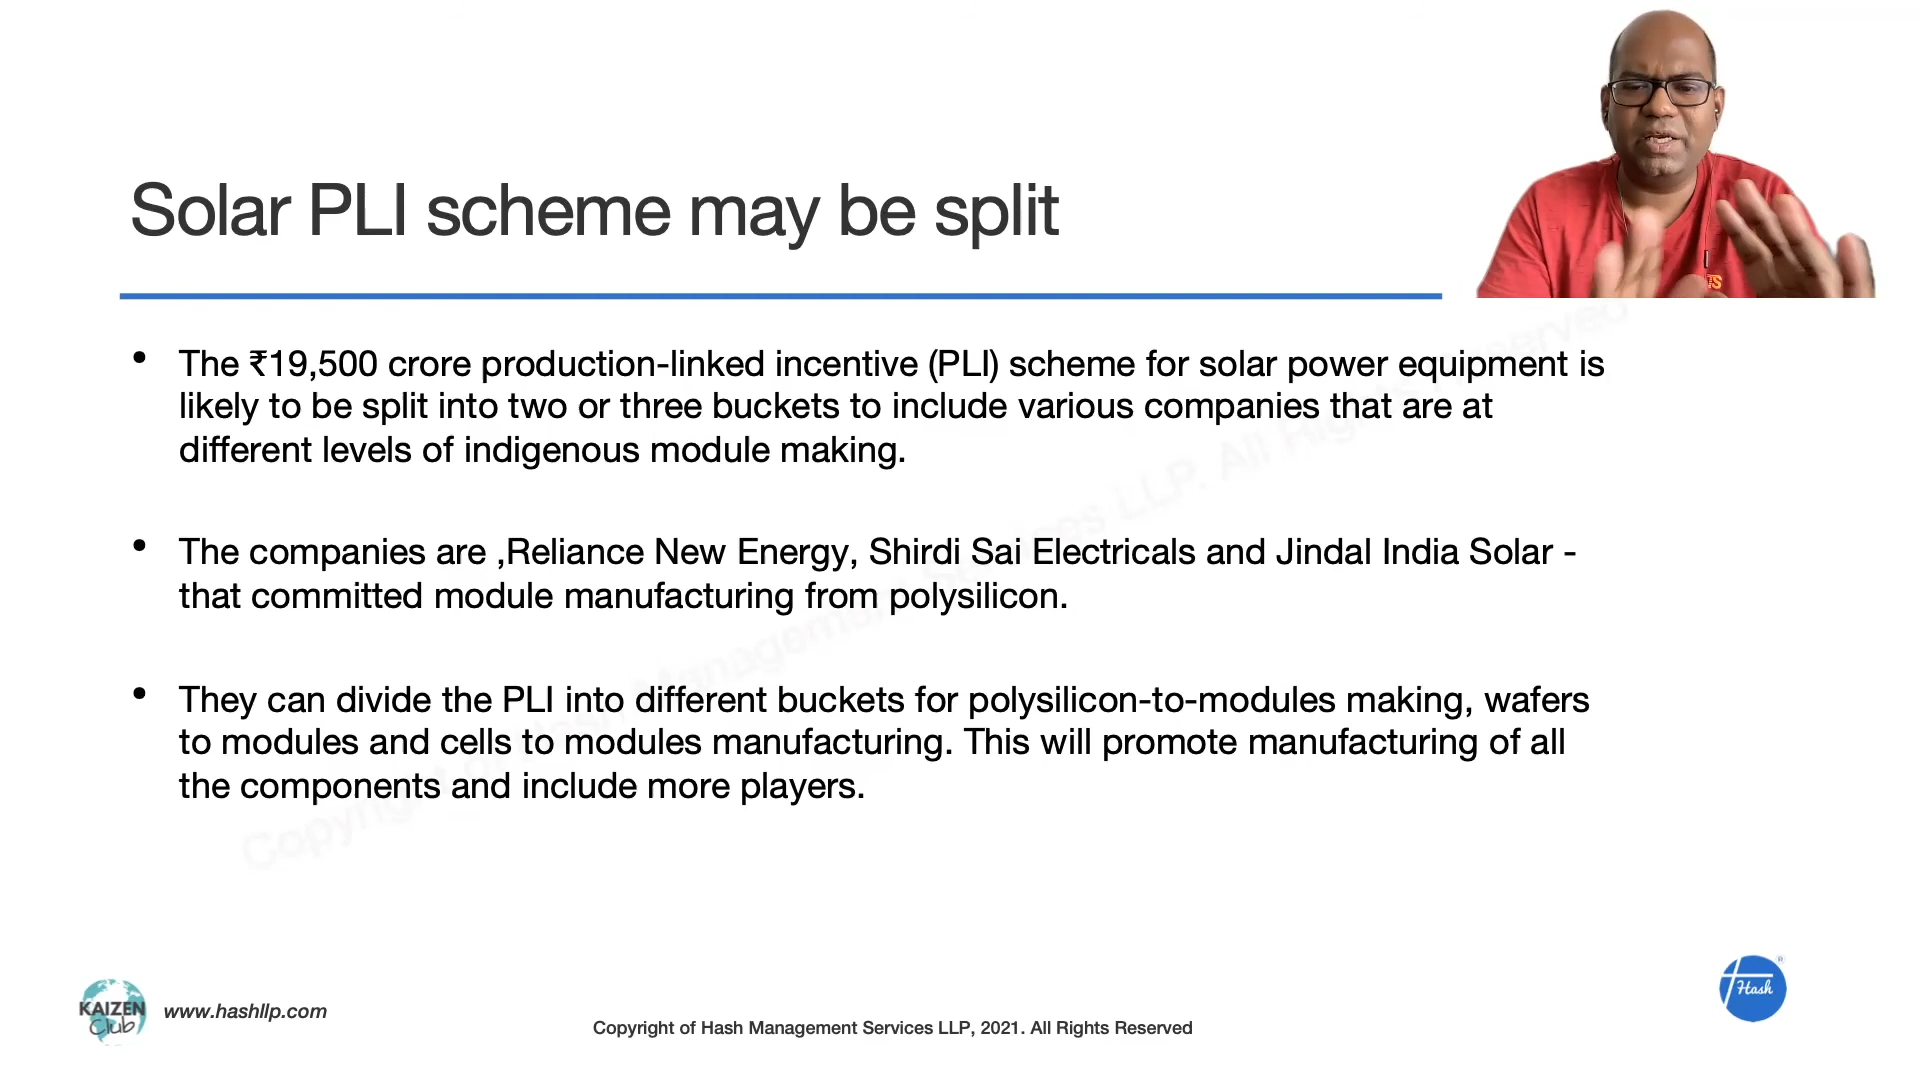 Solar PLI scheme may be split
• The ₹19,500 crore production-linked incentive (PLI) scheme for solar power equipment is
likely to be split into two or three buckets to include various companies that are at
different levels of indigenous module making.
• The companies are ,Reliance New Energy, Shirdi Sai Electricals and Jindal India Solar -
that committed module manufacturing from polysilicon.
• They can divide the PLI into different buckets for polysilicon-to-modules making, wafers
to modules and cells to modules manufacturing. This will promote manufacturing of all
the components and include more players.
KAIZEN
Club
www.hashllp.com
Copyright of Hash Management Services LLP, 2021. All Rights Reserved
Hash